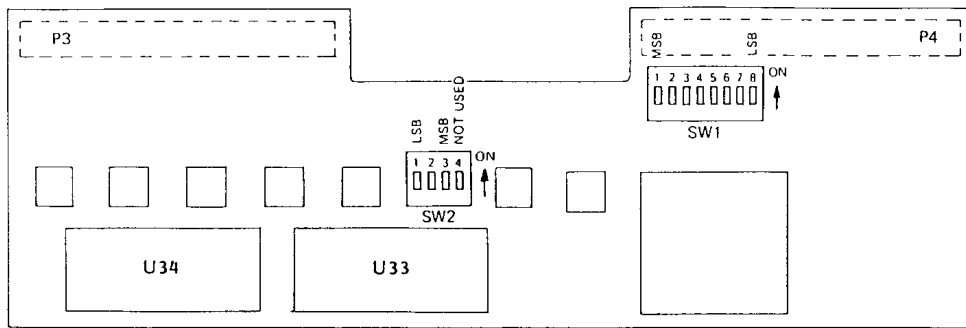 P3
P4
MSB
LSB
1 2 3 4 5 6 7 8
ON
SW1
LSB
MSB
NOT USED
1 2 3 4
ON
SW2
U34
U33